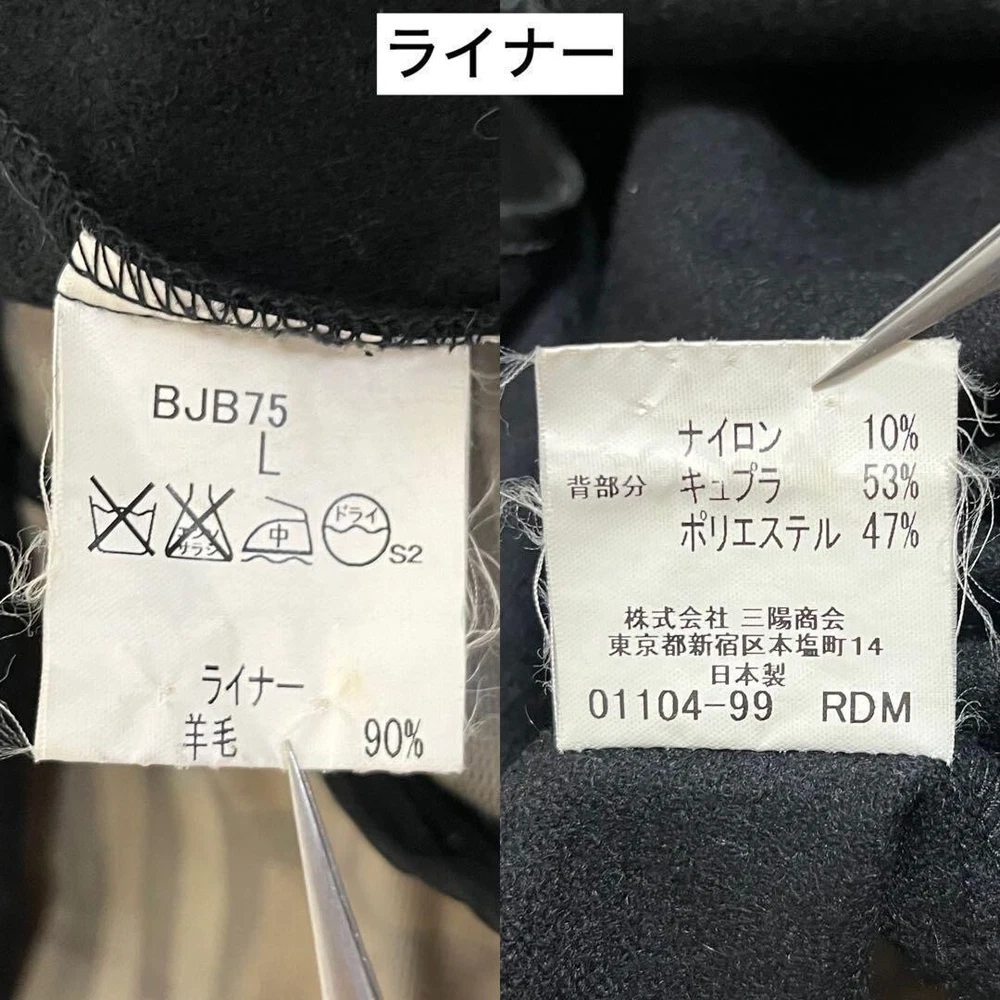 ライナー
BJB75
L
中
ドライ
S2
ライナー
羊毛 90%
ナイロン 10%
背部分 キュプラ 53%
ポリエステル 47%
株式会社 三陽商会
東京都新宿区本塩町14
日本製
01104-99 RDM